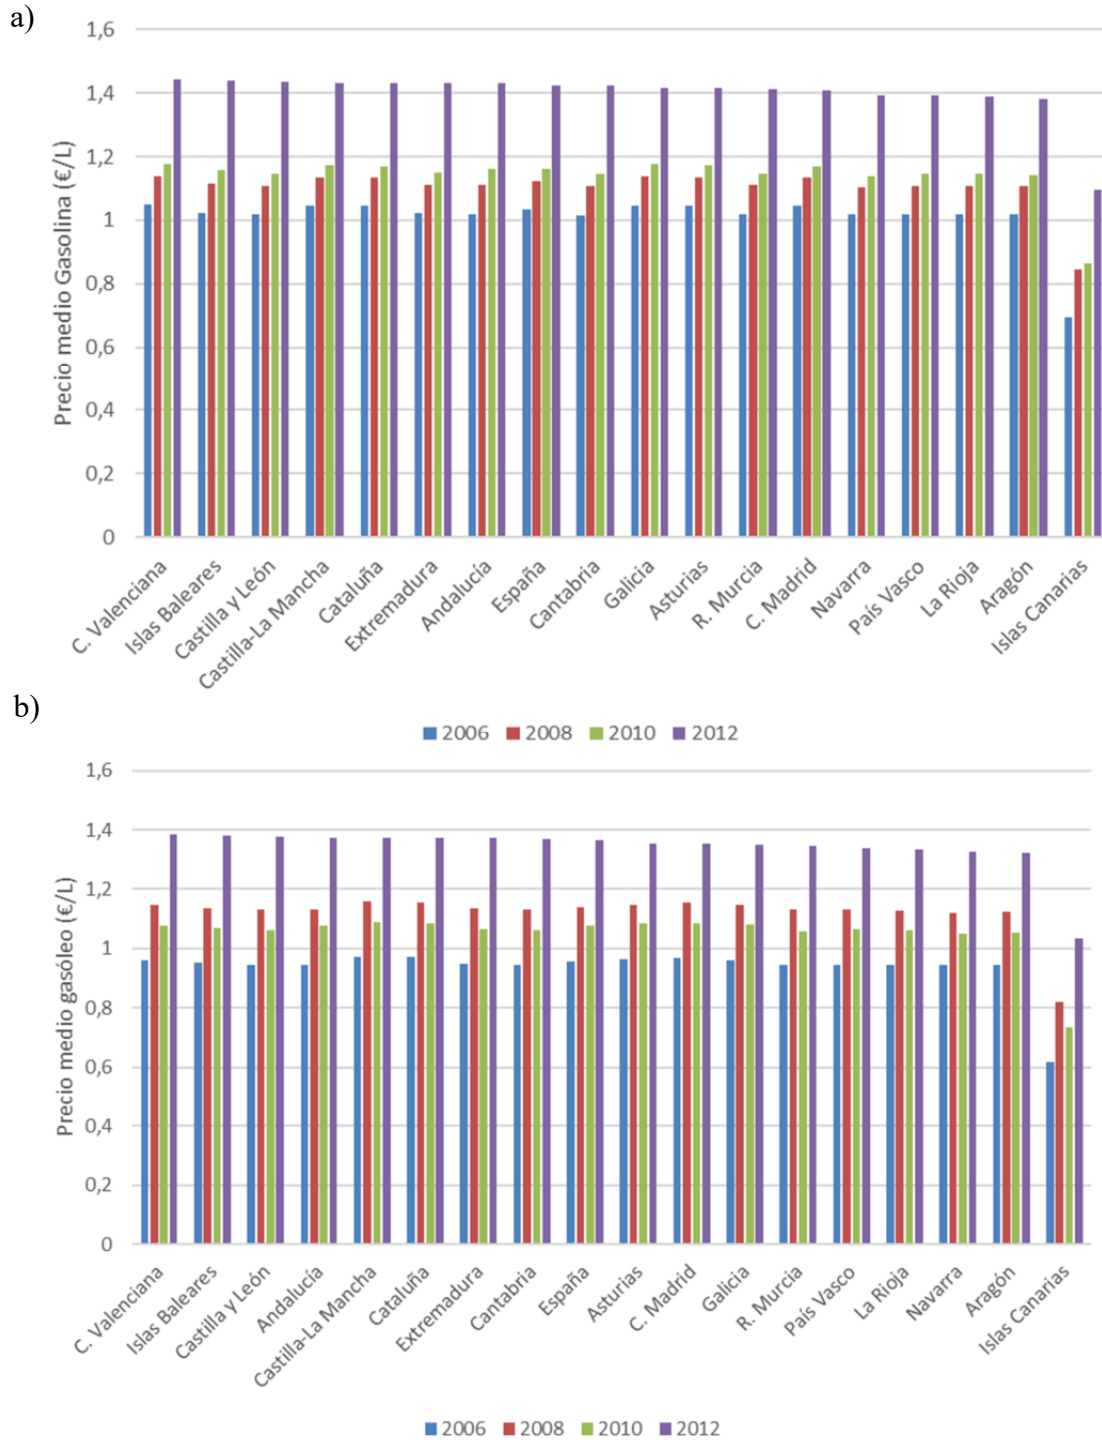 a)
Precio medio Gasolina (€/L)
1,6
1,4
1,2
1
0,8
0,6
0,4
0,2
0
C. Valenciana
Islas Baleares
Castilla y León
Castilla-La Mancha
Cataluña
Extremadura
Andalucía
España
Cantabria
Galicia
Asturias
R. Murcia
C. Madrid
Navarra
País Vasco
La Rioja
Aragón
Islas Canarias
2006 2008 2010 2012
b)
Precio medio gasóleo (€/L)
1,6
1,4
1,2
1
0,8
0,6
0,4
0,2
0
C. Valenciana
Islas Baleares
Castilla y León
Andalucía
Castilla-La Mancha
Cataluña
Extremadura
Cantabria
España
Asturias
C. Madrid
Galicia
R. Murcia
País Vasco
La Rioja
Navarra
Aragón
Islas Canarias
2006 2008 2010 2012